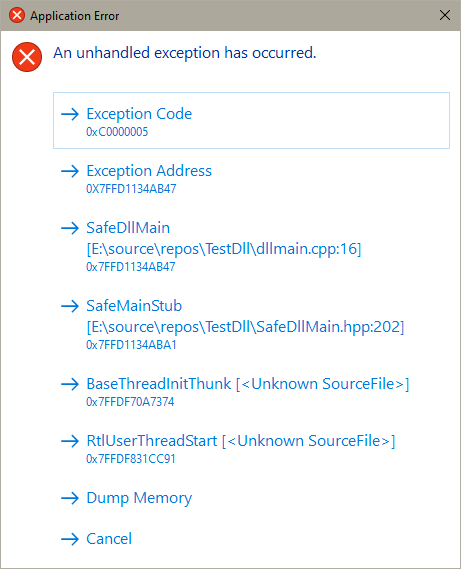 Application Error
An unhandled exception has occurred.
Exception Code
0xC0000005
Exception Address
0X7FFD1134AB47
SafeDllMain
[E:\source\repos\TestDll\dllmain.cpp:16]
0x7FFD1134AB47
SafeMainStub
[E:\source\repos\TestDll\SafeDllMain.hpp:202]
0x7FFD1134ABA1
BaseThreadInitThunk [<Unknown SourceFile>]
0x7FFDF70A7374
RtlUserThreadStart [<Unknown SourceFile>]
0x7FFDF831CC91
Dump Memory
Cancel